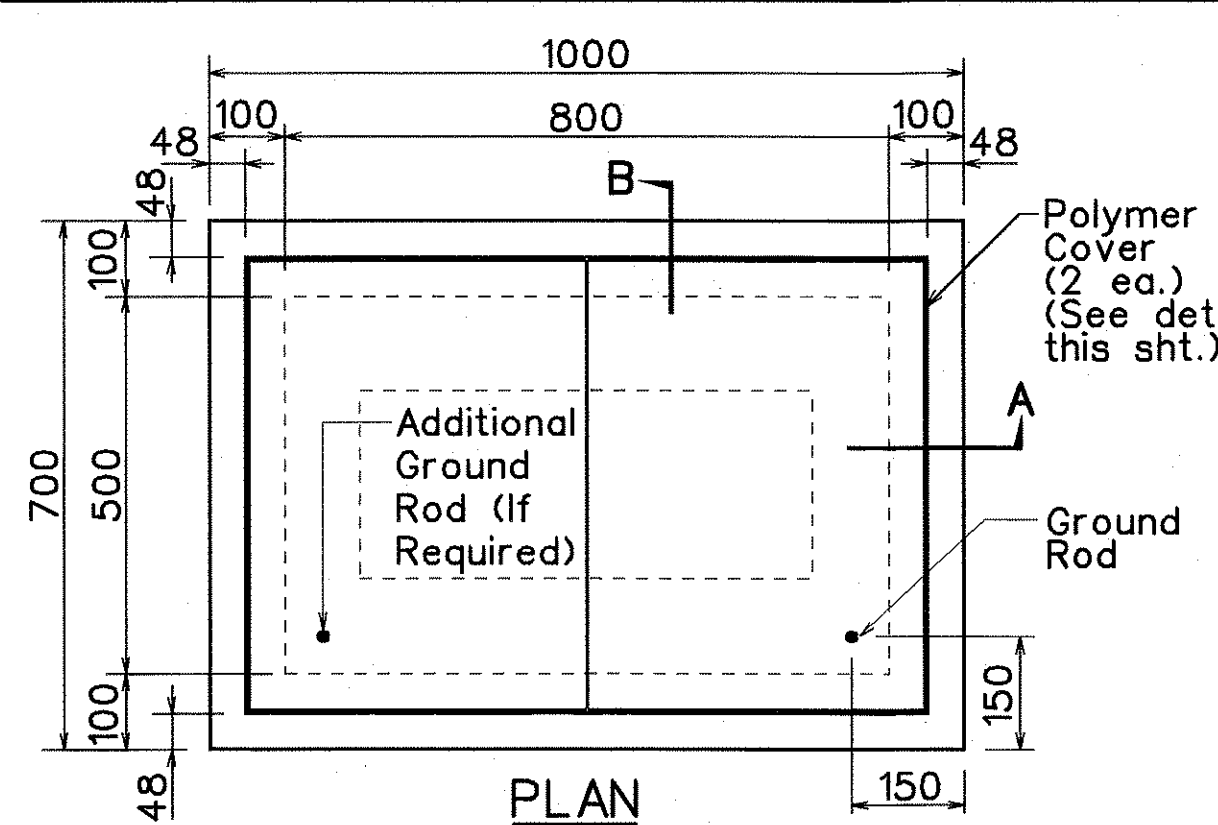 1000
100
800
100
48
48
B
48
Polymer
Cover
(2 ea.)
(See det
this sht.)
100
A
Additional
Ground
Rod (If
Required)
700
500
Ground
Rod
100
150
48
150
PLAN